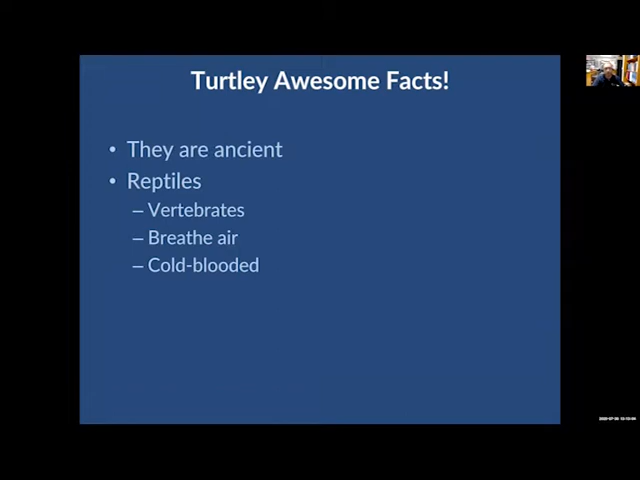 Turtley Awesome Facts!
• They are ancient
• Reptiles
– Vertebrates
– Breathe air
– Cold-blooded